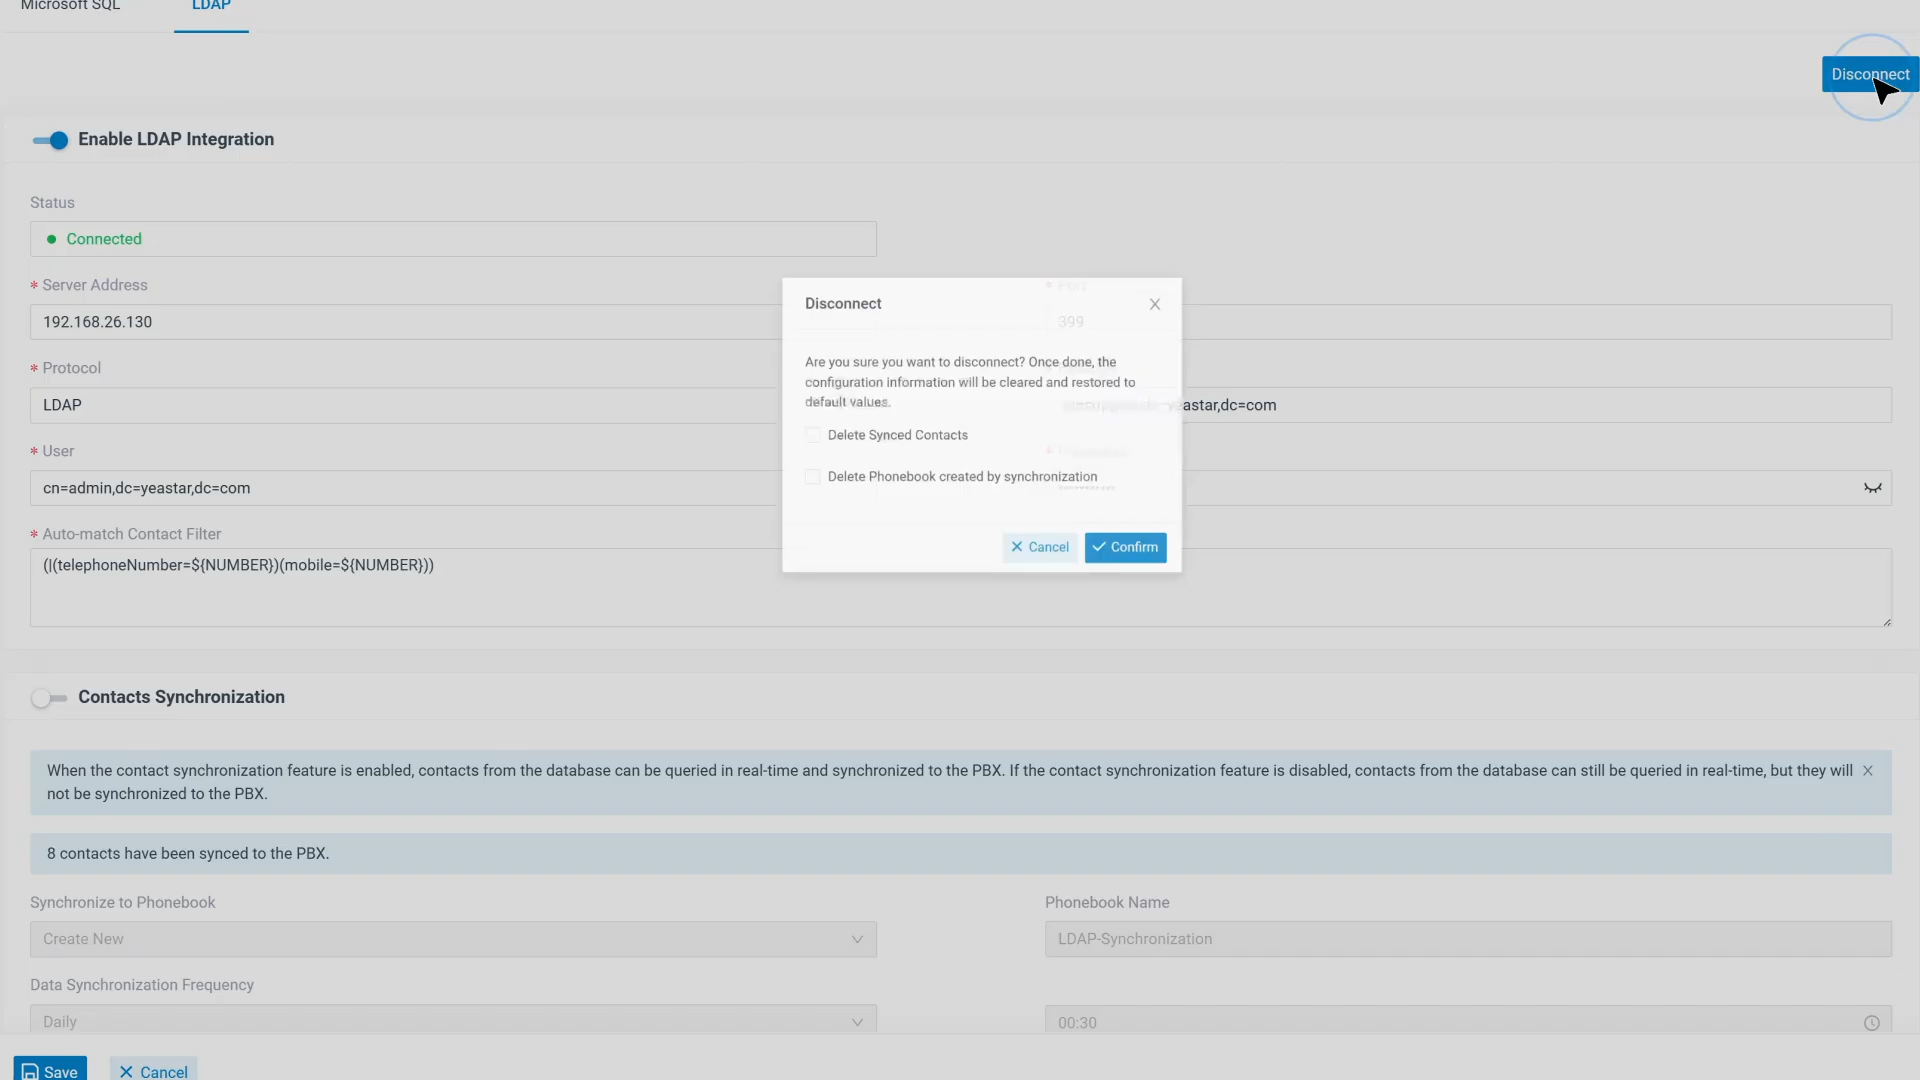 Microsoft SQL
LDAP
Disconnect
Enable LDAP Integration
Status
Connected
* Server Address
192.168.26.130
399
* Protocol
LDAP
astar,dc=com
* User
cn=admin,dc=yeastar,dc=com
* Auto-match Contact Filter
(|(telephoneNumber=${NUMBER})(mobile=${NUMBER}))
Disconnect
Are you sure you want to disconnect? Once done, the
configuration information will be cleared and restored to
default values.
Delete Synced Contacts
Delete Phonebook created by synchronization
Cancel
Confirm
Contacts Synchronization
When the contact synchronization feature is enabled, contacts from the database can be queried in real-time and synchronized to the PBX. If the contact synchronization feature is disabled, contacts from the database can still be queried in real-time, but they will
not be synchronized to the PBX.
8 contacts have been synced to the PBX.
Synchronize to Phonebook
Phonebook Name
Create New
LDAP-Synchronization
Data Synchronization Frequency
Daily
00:30
Save
Cancel